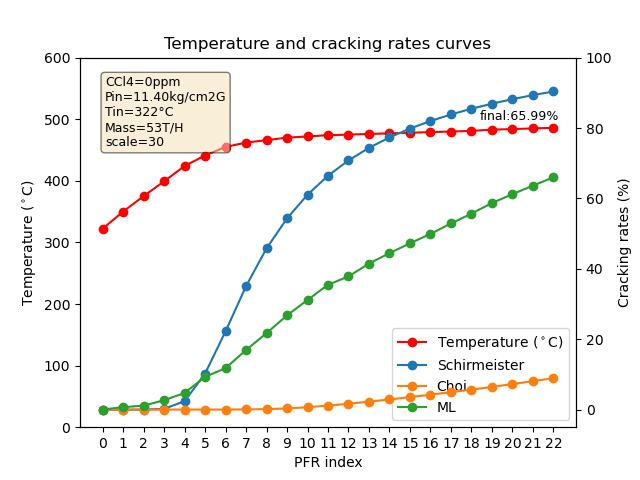 Temperature and cracking rates curves
600
500
400
300
200
100
0
Temperature (°C)
CCl4=0ppm
Pin=11.40kg/cm2G
Tin=322°C
Mass=53T/H
scale=30
final:65.99%
100
80
60
40
20
0
Cracking rates (%)
Temperature (°C)
Schirmeister
Choi
ML
0 1 2 3 4 5 6 7 8 9 10 11 12 13 14 15 16 17 18 19 20 21 22
PFR index